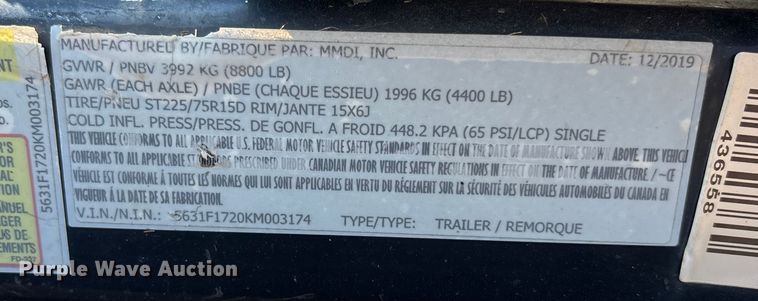 MANUFACTURED BY/FABRIQUE PAR: MMDI, INC. DATE: 12/2019
GVWR / PNBV 3992 KG (8800 LB)
GAWR (EACH AXLE) / PNBE (CHAQUE ESSIEU) 1996 KG (4400 LB)
TIRE/PNEU ST225/75R15D RIM/JANTE 15X6J
COLD INFL. PRESS/PRESS. DE GONFL. A FROID 448.2 KPA (65 PSI/LCP) SINGLE
THIS VEHICLE CONFORMS TO ALL APPLICABLE U.S. FEDERAL MOTOR VEHICLE SAFETY STANDARDS IN EFFECT ON THE DATE OF MANUFACTURE SHOWN ABOVE. THIS VEHICLE
CONFORMS TO ALL APPLICABLE STANDARDS PRESCRIBED UNDER CANADIAN MOTOR VEHICLE SAFETY REGULATIONS IN EFFECT ON THE DATE OF MANUFACTURE / ~CE
VÉHICLE EST CONFORME À TOUTES LES NORMES QUI LUI SONT APPLICABLES EN VERTU DU RÉGLEMENT SUR LA SÉCURITÉ DES VÉHICULES AUTOMOBILES DU CANADA EN
VIGUEUR À LA DATE DE SA FABRICATION.
V.I.N./N.I.N. 5631F1720KM003174 TYPE/TYPE: TRAILER / REMORQUE
5631F1720KM003174
MANUEL
EMENTS
FD-337
436558
Purple Wave Auction